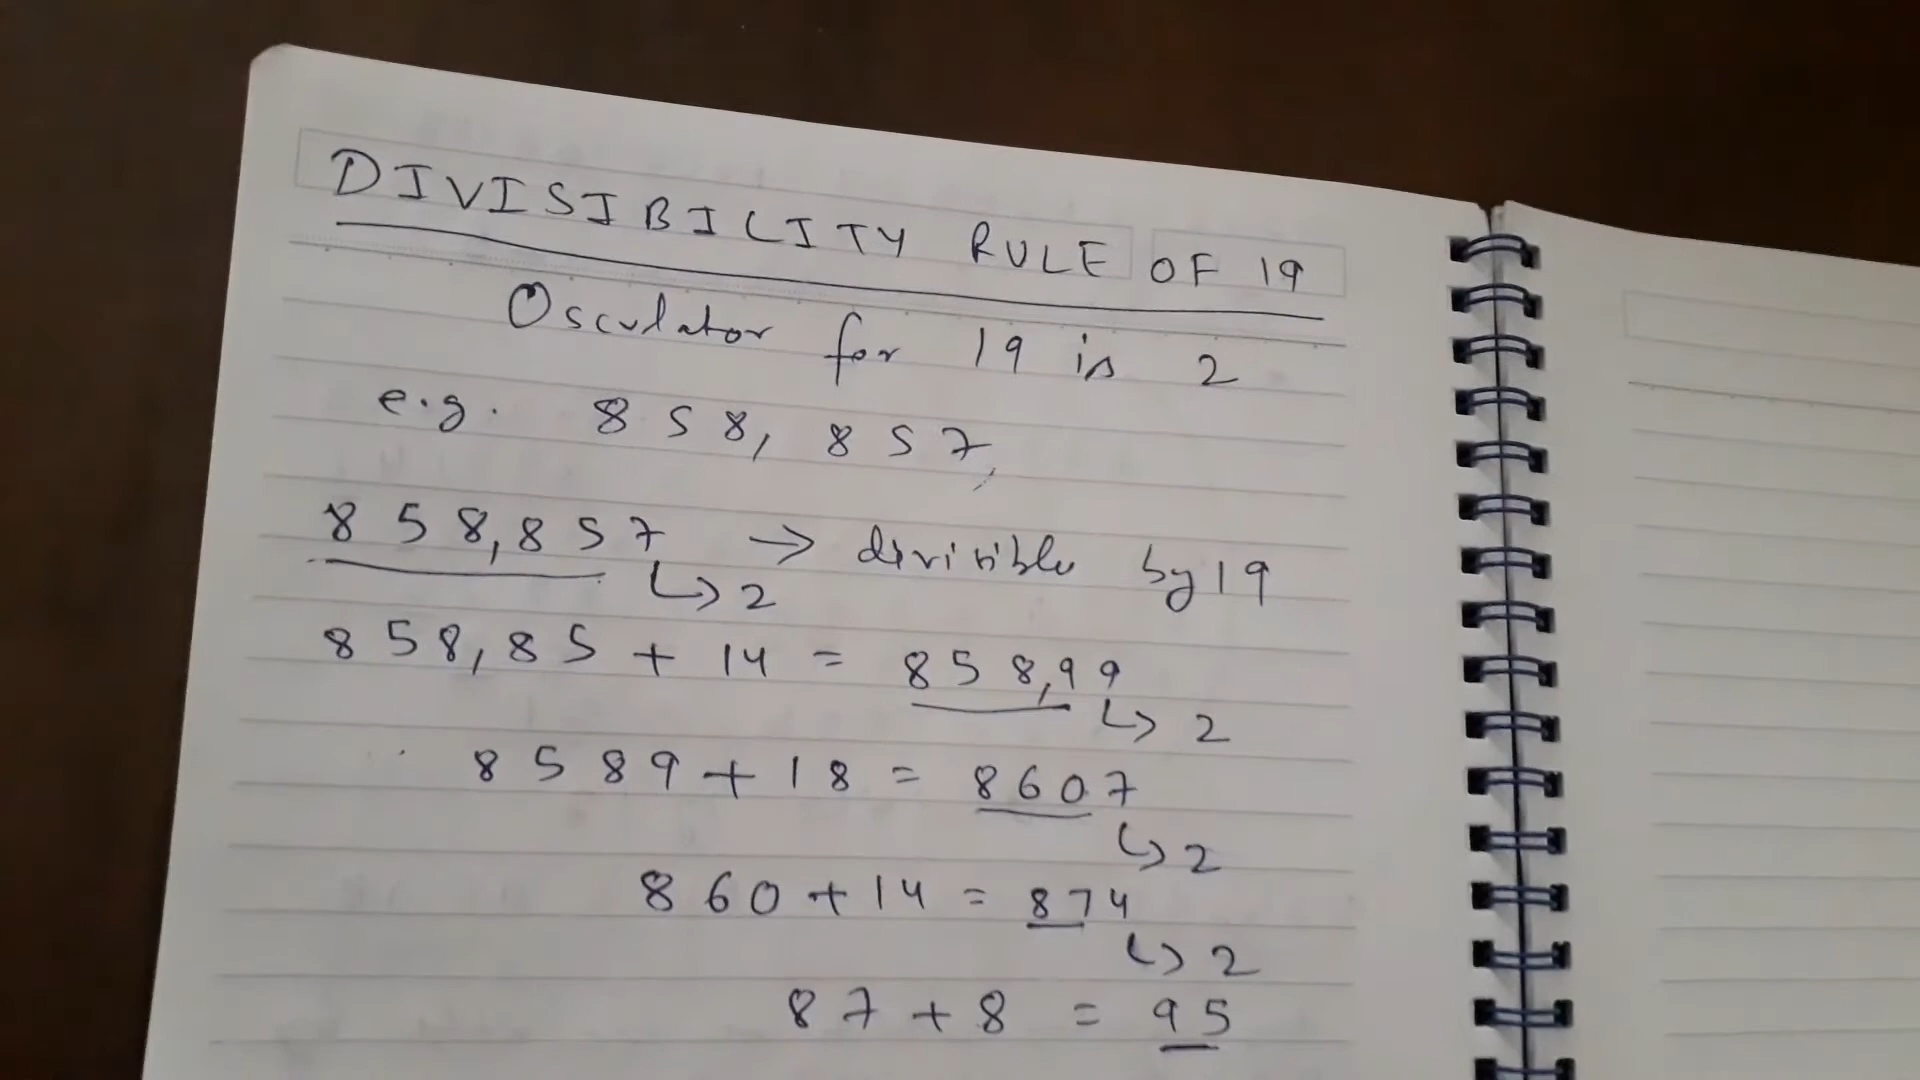 DIVISIBILITY RULE OF 19
Osculator for 19 is 2
e.g. 858, 857,
858,857 → divisible by 19
↳ 2
858,85 + 14 = 858,99
↳ 2
8589 + 18 = 8607
↳ 2
860 + 14 = 874
↳ 2
87 + 8 = 95